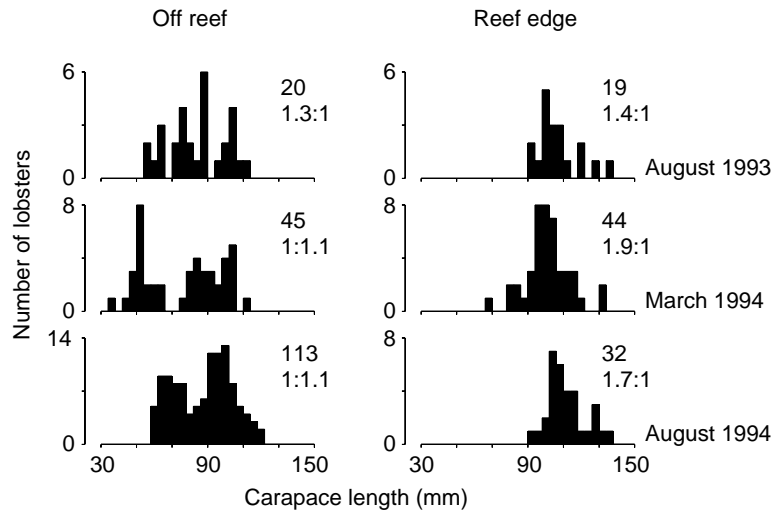 Off reef
Reef edge
Number of lobsters
6
0
20
1.3:1
6
0
19
1.4:1
August 1993
8
0
45
1:1.1
8
0
44
1.9:1
March 1994
14
0
113
1:1.1
8
0
32
1.7:1
August 1994
30 90 150
30 90 150
Carapace length (mm)